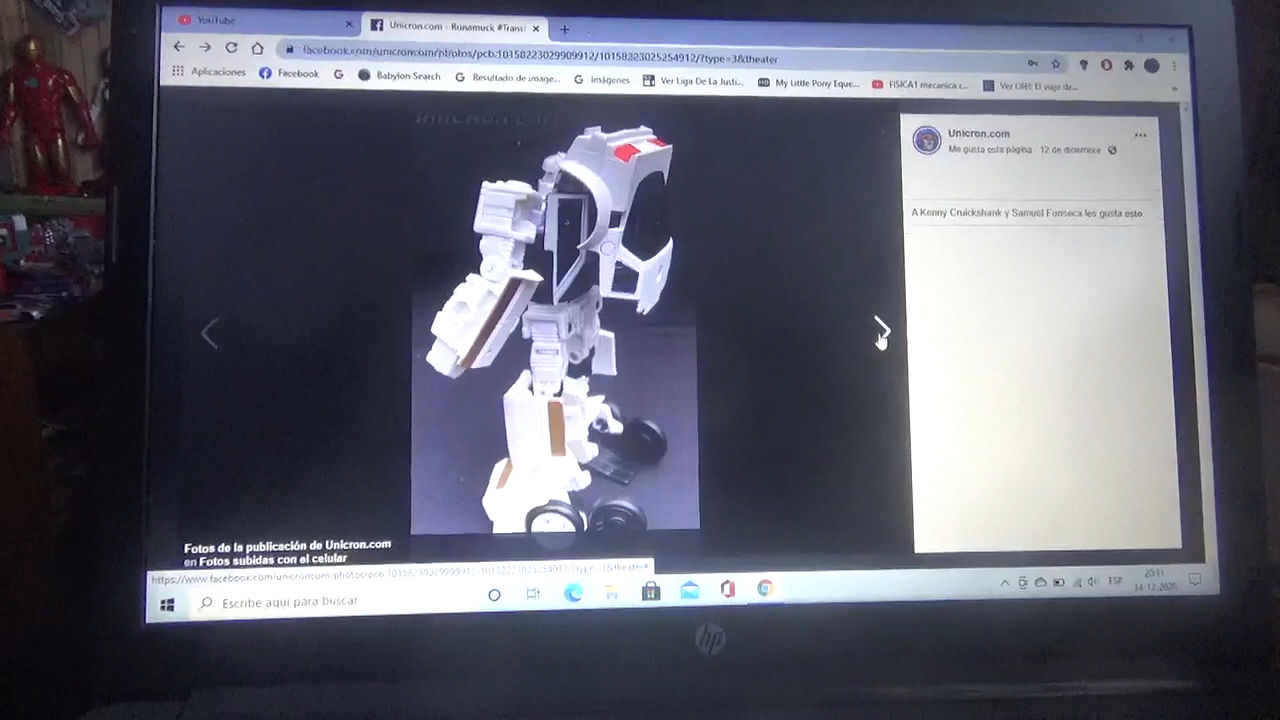 YouTube
Unicron.com - Runamuck #Trans
facebook.com/unicroncom/photos/pcb.10158223029909912/10158223025254912/?type=3&theater
Aplicaciones Facebook Babylon Search Resultado de image... Imágenes Ver Liga De La Justi... My Little Pony Eque... FISICA1 mecanica c...
Unicron.com
Me gusta esta página 12 de diciembre
A Kenny Cruickshank y Samuel Fonseca les gusta esto.
Fotos de la publicación de Unicron.com
en Fotos subidas con el celular
Escribe aquí para buscar
ESP
20:11
14-12-2020
hp